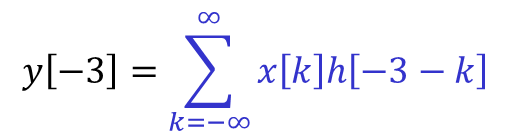 y[−3] = ∑_{k=−∞}^{∞} x[k]h[−3 − k]